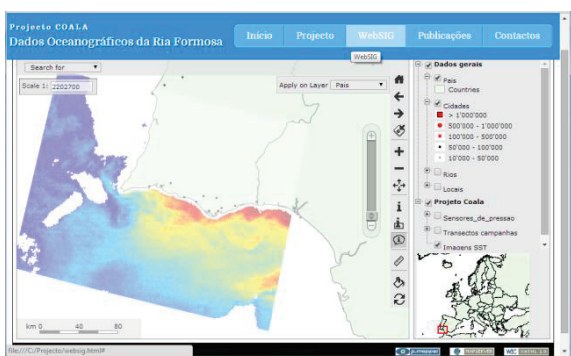 Projecto COALA
Dados Oceanográficos da Ria Formosa
Início
Projecto
WebSIG
Publicações
Contactos
WebSIG
Search for
Scale 1: 2202700
Apply on Layer Pais
Dados gerais
Pais
Countries
Cidades
> 1'000'000
500'000 - 1'000'000
100'000 - 500'000
50'000 - 100'000
10'000 - 50'000
Rios
Locais
Projeto Coala
Sensores_de_pressao
Transectos campanhas
Imagens SST
km 0 40 80
file:///C:/Projecto/websig.html#
p.mapper